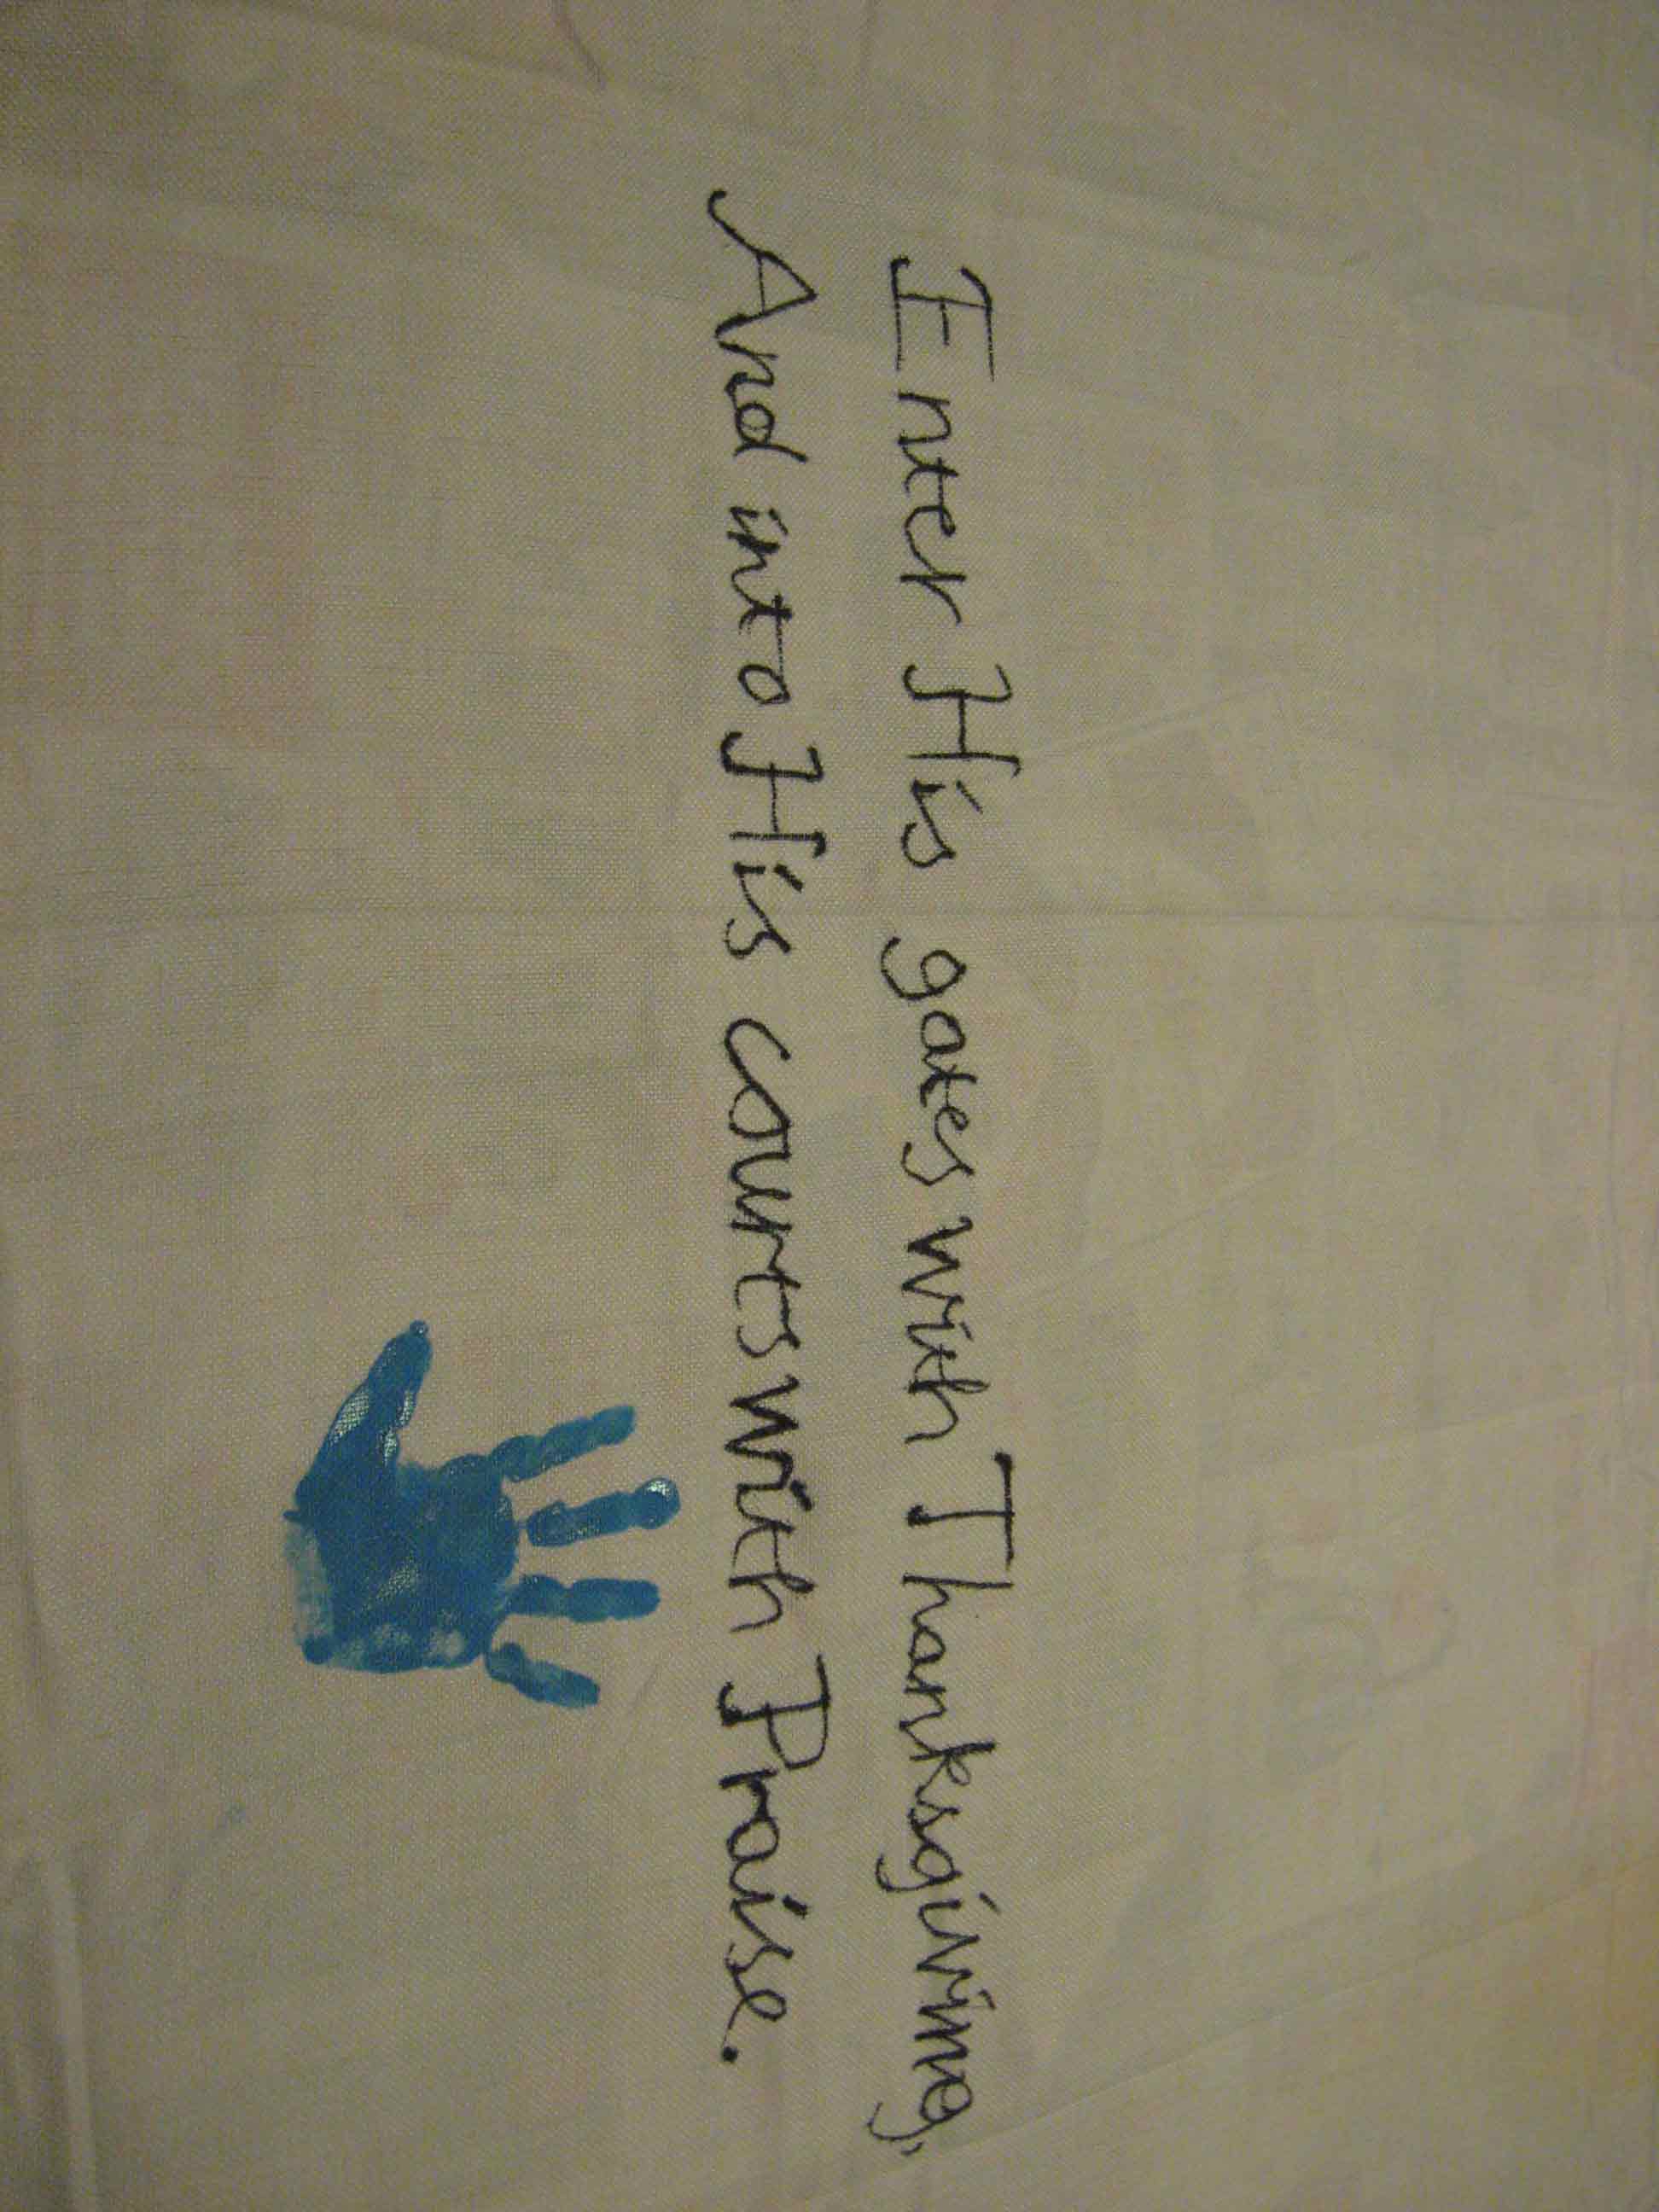 Enter His gates with Thanksgiving,
And into His courts with Praise.